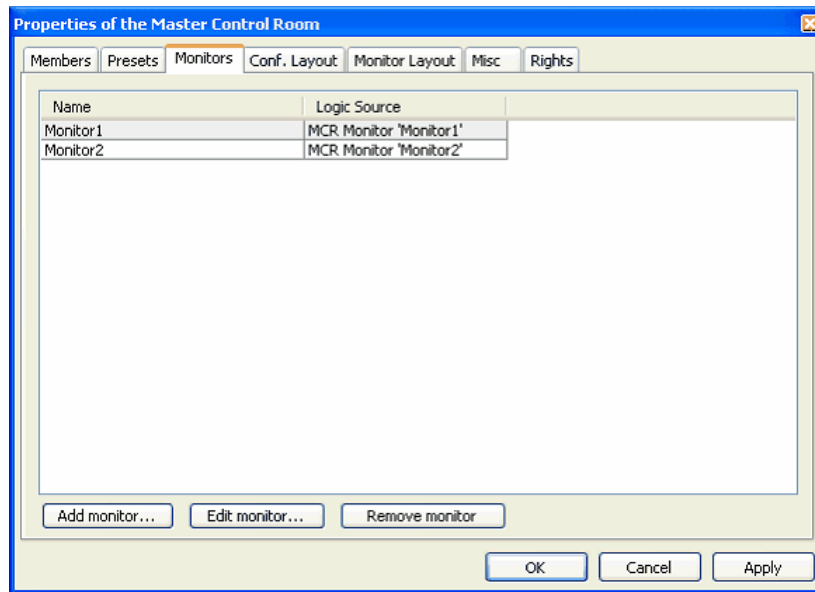 Properties of the Master Control Room
Members Presets Monitors Conf. Layout Monitor Layout Misc Rights
Name Logic Source
Monitor1 MCR Monitor 'Monitor1'
Monitor2 MCR Monitor 'Monitor2'
Add monitor... Edit monitor... Remove monitor
OK Cancel Apply